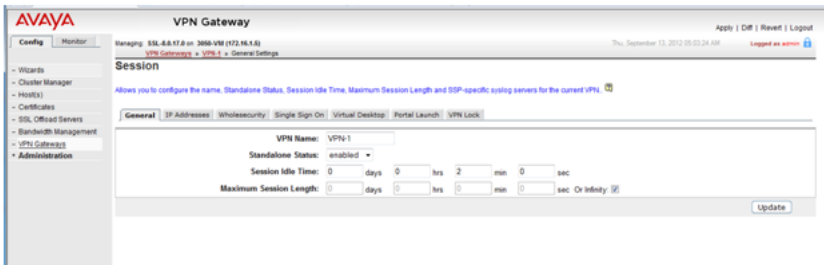 AVAYA
VPN Gateway
Apply | Diff | Revert | Logout
Config Monitor
Managing: SSL-8.0.17.0 on 3050-VM (172.16.1.5)
Thu, September 13, 2012 05:03:24 AM
Logged as admin
VPN Gateways » VPN-1 » General Settings
Session
Allows you to configure the name, Standalone Status, Session Idle Time, Maximum Session Length and SSP-specific syslog servers for the current VPN.
- Wizards
- Cluster Manager
- Host(s)
- Certificates
- SSL Offload Servers
- Bandwidth Management
- VPN Gateways
+ Administration
General IP Addresses Wholesecurity Single Sign On Virtual Desktop Portal Launch VPN Lock
VPN Name: VPN-1
Standalone Status: enabled
Session Idle Time: 0 days 0 hrs 2 min 0 sec
Maximum Session Length: 0 days 0 hrs 0 min 0 sec Or Infinity:
Update